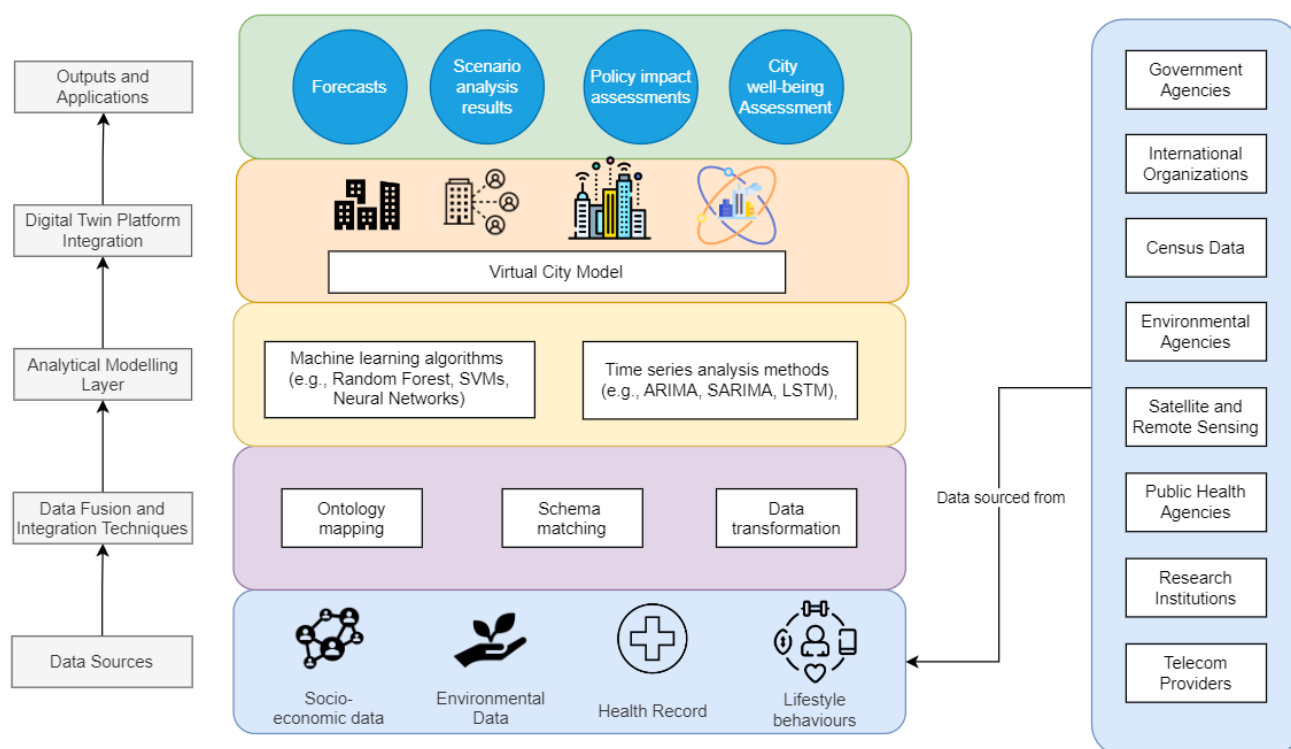 Outputs and
Applications
Digital Twin Platform
Integration
Analytical Modelling
Layer
Data Fusion and
Integration Techniques
Data Sources
Forecasts
Scenario
analysis
results
Policy impact
assessments
City
well-being
Assessment
Virtual City Model
Machine learning algorithms
(e.g., Random Forest, SVMs,
Neural Networks)
Time series analysis methods
(e.g., ARIMA, SARIMA, LSTM),
Ontology
mapping
Schema
matching
Data
transformation
Socio-
economic data
Environmental
Data
Health Record
Lifestyle
behaviours
Data sourced from
Government
Agencies
International
Organizations
Census Data
Environmental
Agencies
Satellite and
Remote Sensing
Public Health
Agencies
Research
Institutions
Telecom
Providers